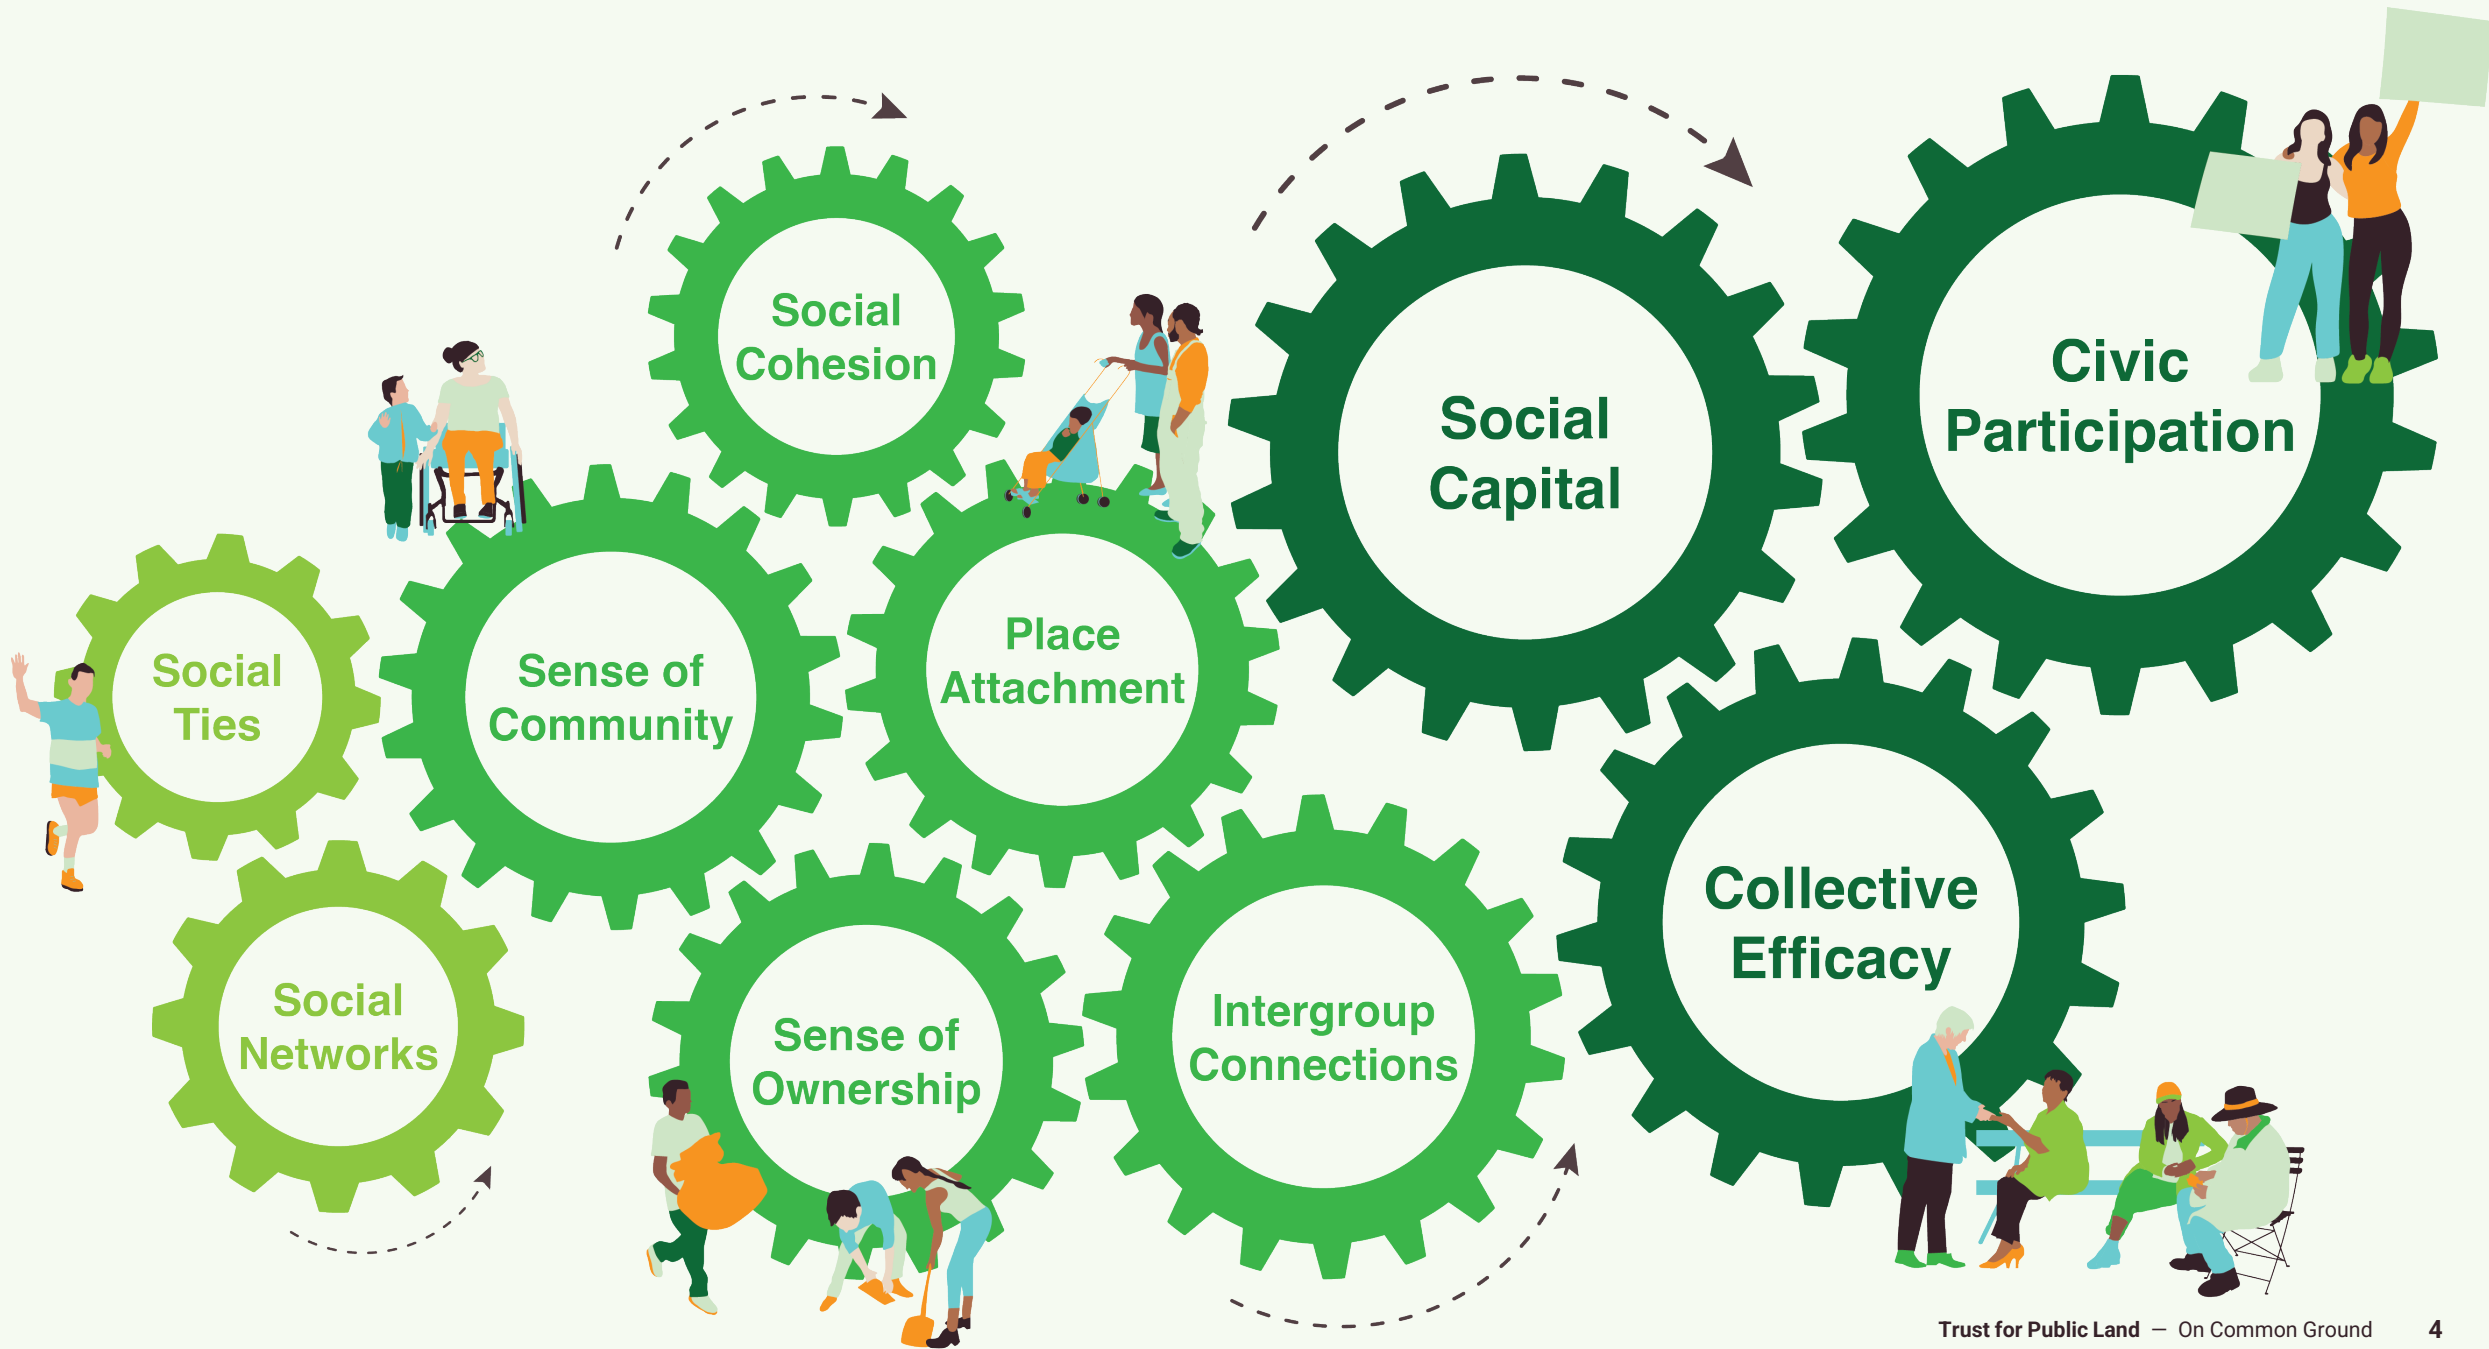 Social
Cohesion
Social
Capital
Civic
Participation
Social
Ties
Sense of
Community
Place
Attachment
Social
Networks
Sense of
Ownership
Intergroup
Connections
Collective
Efficacy
Trust for Public Land — On Common Ground 4